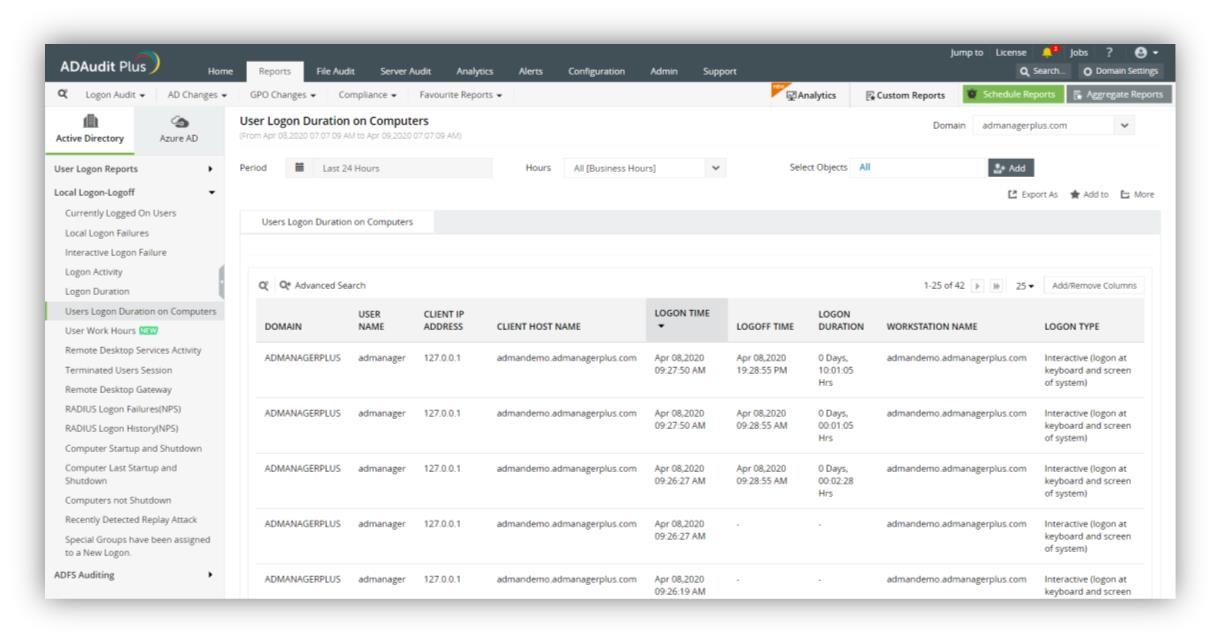 ADAudit Plus
Jump to License 3 Jobs ?
Home Reports File Audit Server Audit Analytics Alerts Configuration Admin Support
Search... Domain Settings
Logon Audit AD Changes GPO Changes Compliance Favourite Reports
NEW Analytics Custom Reports Schedule Reports Aggregate Reports
Active Directory Azure AD
User Logon Reports
Local Logon-Logoff
Currently Logged On Users
Local Logon Failures
Interactive Logon Failure
Logon Activity
Logon Duration
Users Logon Duration on Computers
User Work Hours NEW
Remote Desktop Services Activity
Terminated Users Session
Remote Desktop Gateway
RADIUS Logon Failures(NPS)
RADIUS Logon History(NPS)
Computer Startup and Shutdown
Computer Last Startup and
Shutdown
Computers not Shutdown
Recently Detected Replay Attack
Special Groups have been assigned
to a New Logon.
ADFS Auditing
User Logon Duration on Computers
(From Apr 08,2020 07:07:09 AM to Apr 09,2020 07:07:09 AM)
Domain admanagerplus.com
Period Last 24 Hours Hours All [Business Hours] Select Objects All Add
Export As Add to More
Users Logon Duration on Computers
Advanced Search 1-25 of 42 25 Add/Remove Columns
DOMAIN USER NAME CLIENT IP ADDRESS CLIENT HOST NAME LOGON TIME LOGOFF TIME LOGON DURATION WORKSTATION NAME LOGON TYPE
ADMANAGERPLUS admanager 127.0.0.1 admandemo.admanagerplus.com Apr 08,2020 Apr 08,2020 0 Days, admandemo.admanagerplus.com Interactive (logon at
09:27:50 AM 19:28:55 PM 10:01:05 keyboard and screen
Hrs of system)
ADMANAGERPLUS admanager 127.0.0.1 admandemo.admanagerplus.com Apr 08,2020 Apr 08,2020 0 Days, admandemo.admanagerplus.com Interactive (logon at
09:27:50 AM 09:28:55 AM 00:01:05 keyboard and screen
Hrs of system)
ADMANAGERPLUS admanager 127.0.0.1 admandemo.admanagerplus.com Apr 08,2020 Apr 08,2020 0 Days, admandemo.admanagerplus.com Interactive (logon at
09:26:27 AM 09:28:55 AM 00:02:28 keyboard and screen
Hrs of system)
ADMANAGERPLUS admanager 127.0.0.1 admandemo.admanagerplus.com Apr 08,2020 - - admandemo.admanagerplus.com Interactive (logon at
09:26:27 AM keyboard and screen
of system)
ADMANAGERPLUS admanager 127.0.0.1 admandemo.admanagerplus.com Apr 08,2020 - - admandemo.admanagerplus.com Interactive (logon at
09:26:19 AM keyboard and screen